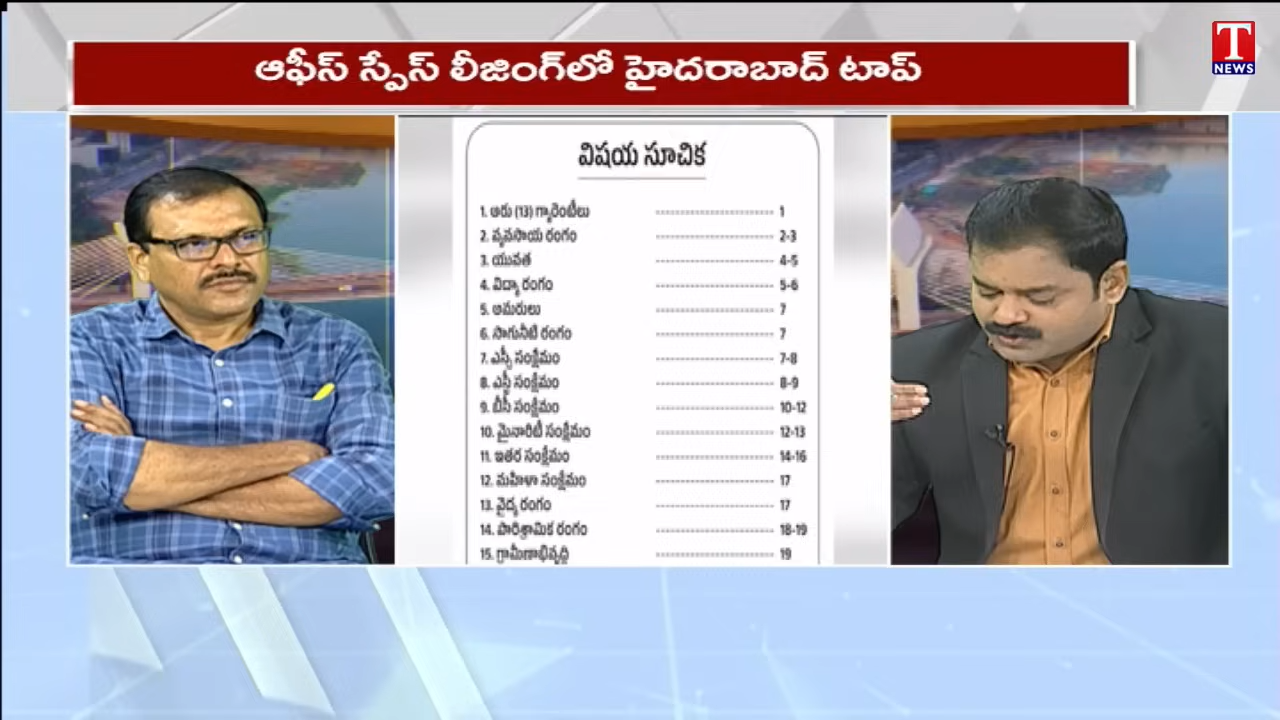 ఆఫీస్ స్పేస్ లీజింగ్‌లో హైదరాబాద్ టాప్
T
NEWS
విషయ సూచిక
1. ఆరు (13) గ్యారెంటీలు 1
2. వ్యవసాయ రంగం 2-3
3. యువత 4-5
4. విద్యా రంగం 5-6
5. అమరులు 7
6. సాగునీటి రంగం 7
7. ఎస్సీ సంక్షేమం 7-8
8. ఎస్టీ సంక్షేమం 8-9
9. బీసీ సంక్షేమం 10-12
10. మైనారిటీ సంక్షేమం 12-13
11. ఇతర సంక్షేమం 14-16
12. మహిళా సంక్షేమం 17
13. వైద్య రంగం 17
14. పారిశ్రామిక రంగం 18-19
15. గ్రామీణాభివృద్ధి 19